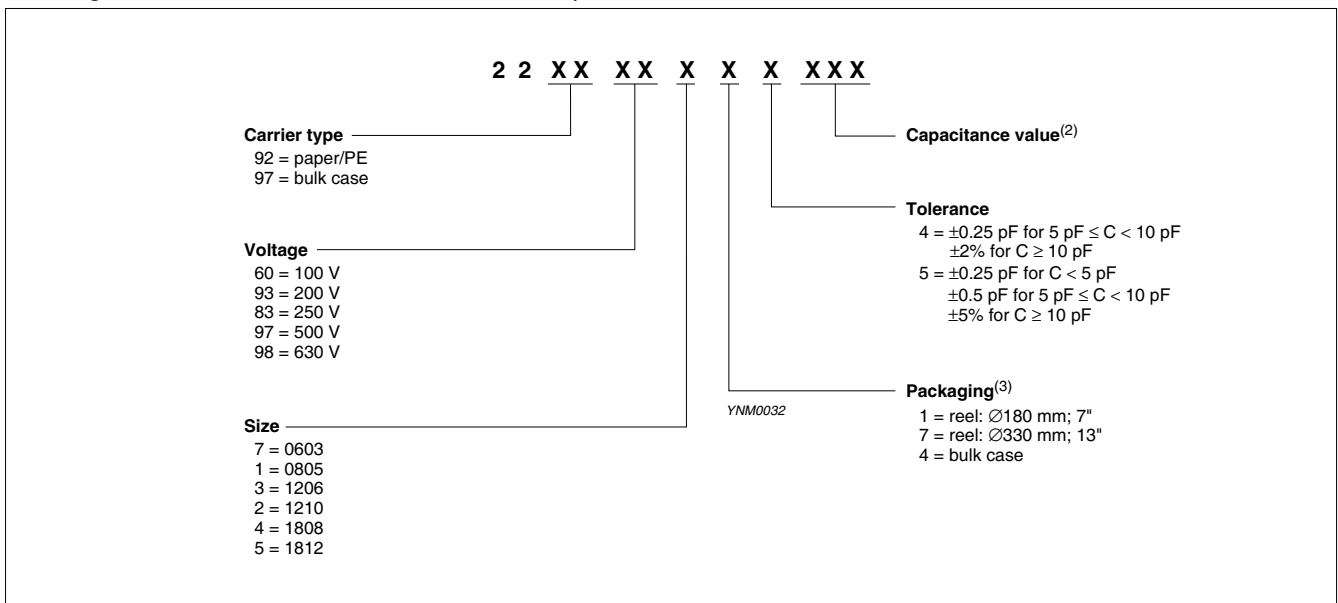 2 2 X X X X X X X X X X
Carrier type
92 = paper/PE
97 = bulk case
Voltage
60 = 100 V
93 = 200 V
83 = 250 V
97 = 500 V
98 = 630 V
Size
7 = 0603
1 = 0805
3 = 1206
2 = 1210
4 = 1808
5 = 1812
Capacitance value(2)
Tolerance
4 = ±0.25 pF for 5 pF ≤ C < 10 pF
±2% for C ≥ 10 pF
5 = ±0.25 pF for C < 5 pF
±0.5 pF for 5 pF ≤ C < 10 pF
±5% for C ≥ 10 pF
Packaging(3)
1 = reel: ∅180 mm; 7"
7 = reel: ∅330 mm; 13"
4 = bulk case
YNM0032